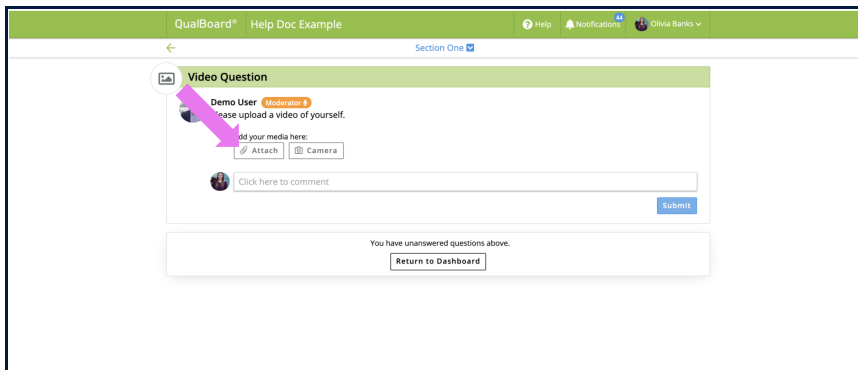 QualBoard® Help Doc Example
Help
Notifications
44
Olivia Banks
Section One
Video Question
Demo User Moderator
ease upload a video of yourself.
dd your media here:
Attach
Camera
Click here to comment
Submit
You have unanswered questions above.
Return to Dashboard